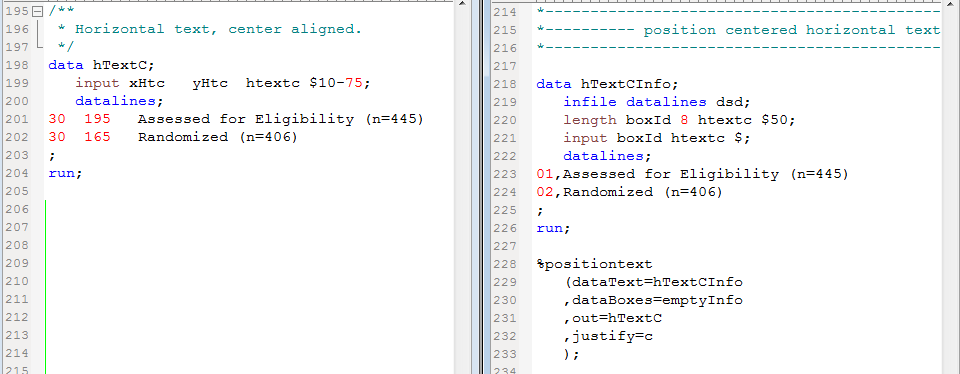 195 /**
196  * Horizontal text, center aligned.
197  */
198 data hTextC;
199    input xHtc   yHtc  htextc $10-75;
200    datalines;
201 30  195   Assessed for Eligibility (n=445)
202 30  165   Randomized (n=406)
203 ;
204 run;
205
206
207
208
209
210
211
212
213
214
215
214 *--------------------------------------------
215 *---------- position centered horizontal text
216 *--------------------------------------------
217
218 data hTextCInfo;
219    infile datalines dsd;
220    length boxId 8 htextc $50;
221    input boxId htextc $;
222    datalines;
223 01,Assessed for Eligibility (n=445)
224 02,Randomized (n=406)
225 ;
226 run;
227
228 %positiontext
229    (dataText=hTextCInfo
230    ,dataBoxes=emptyInfo
231    ,out=hTextC
232    ,justify=c
233    );
234